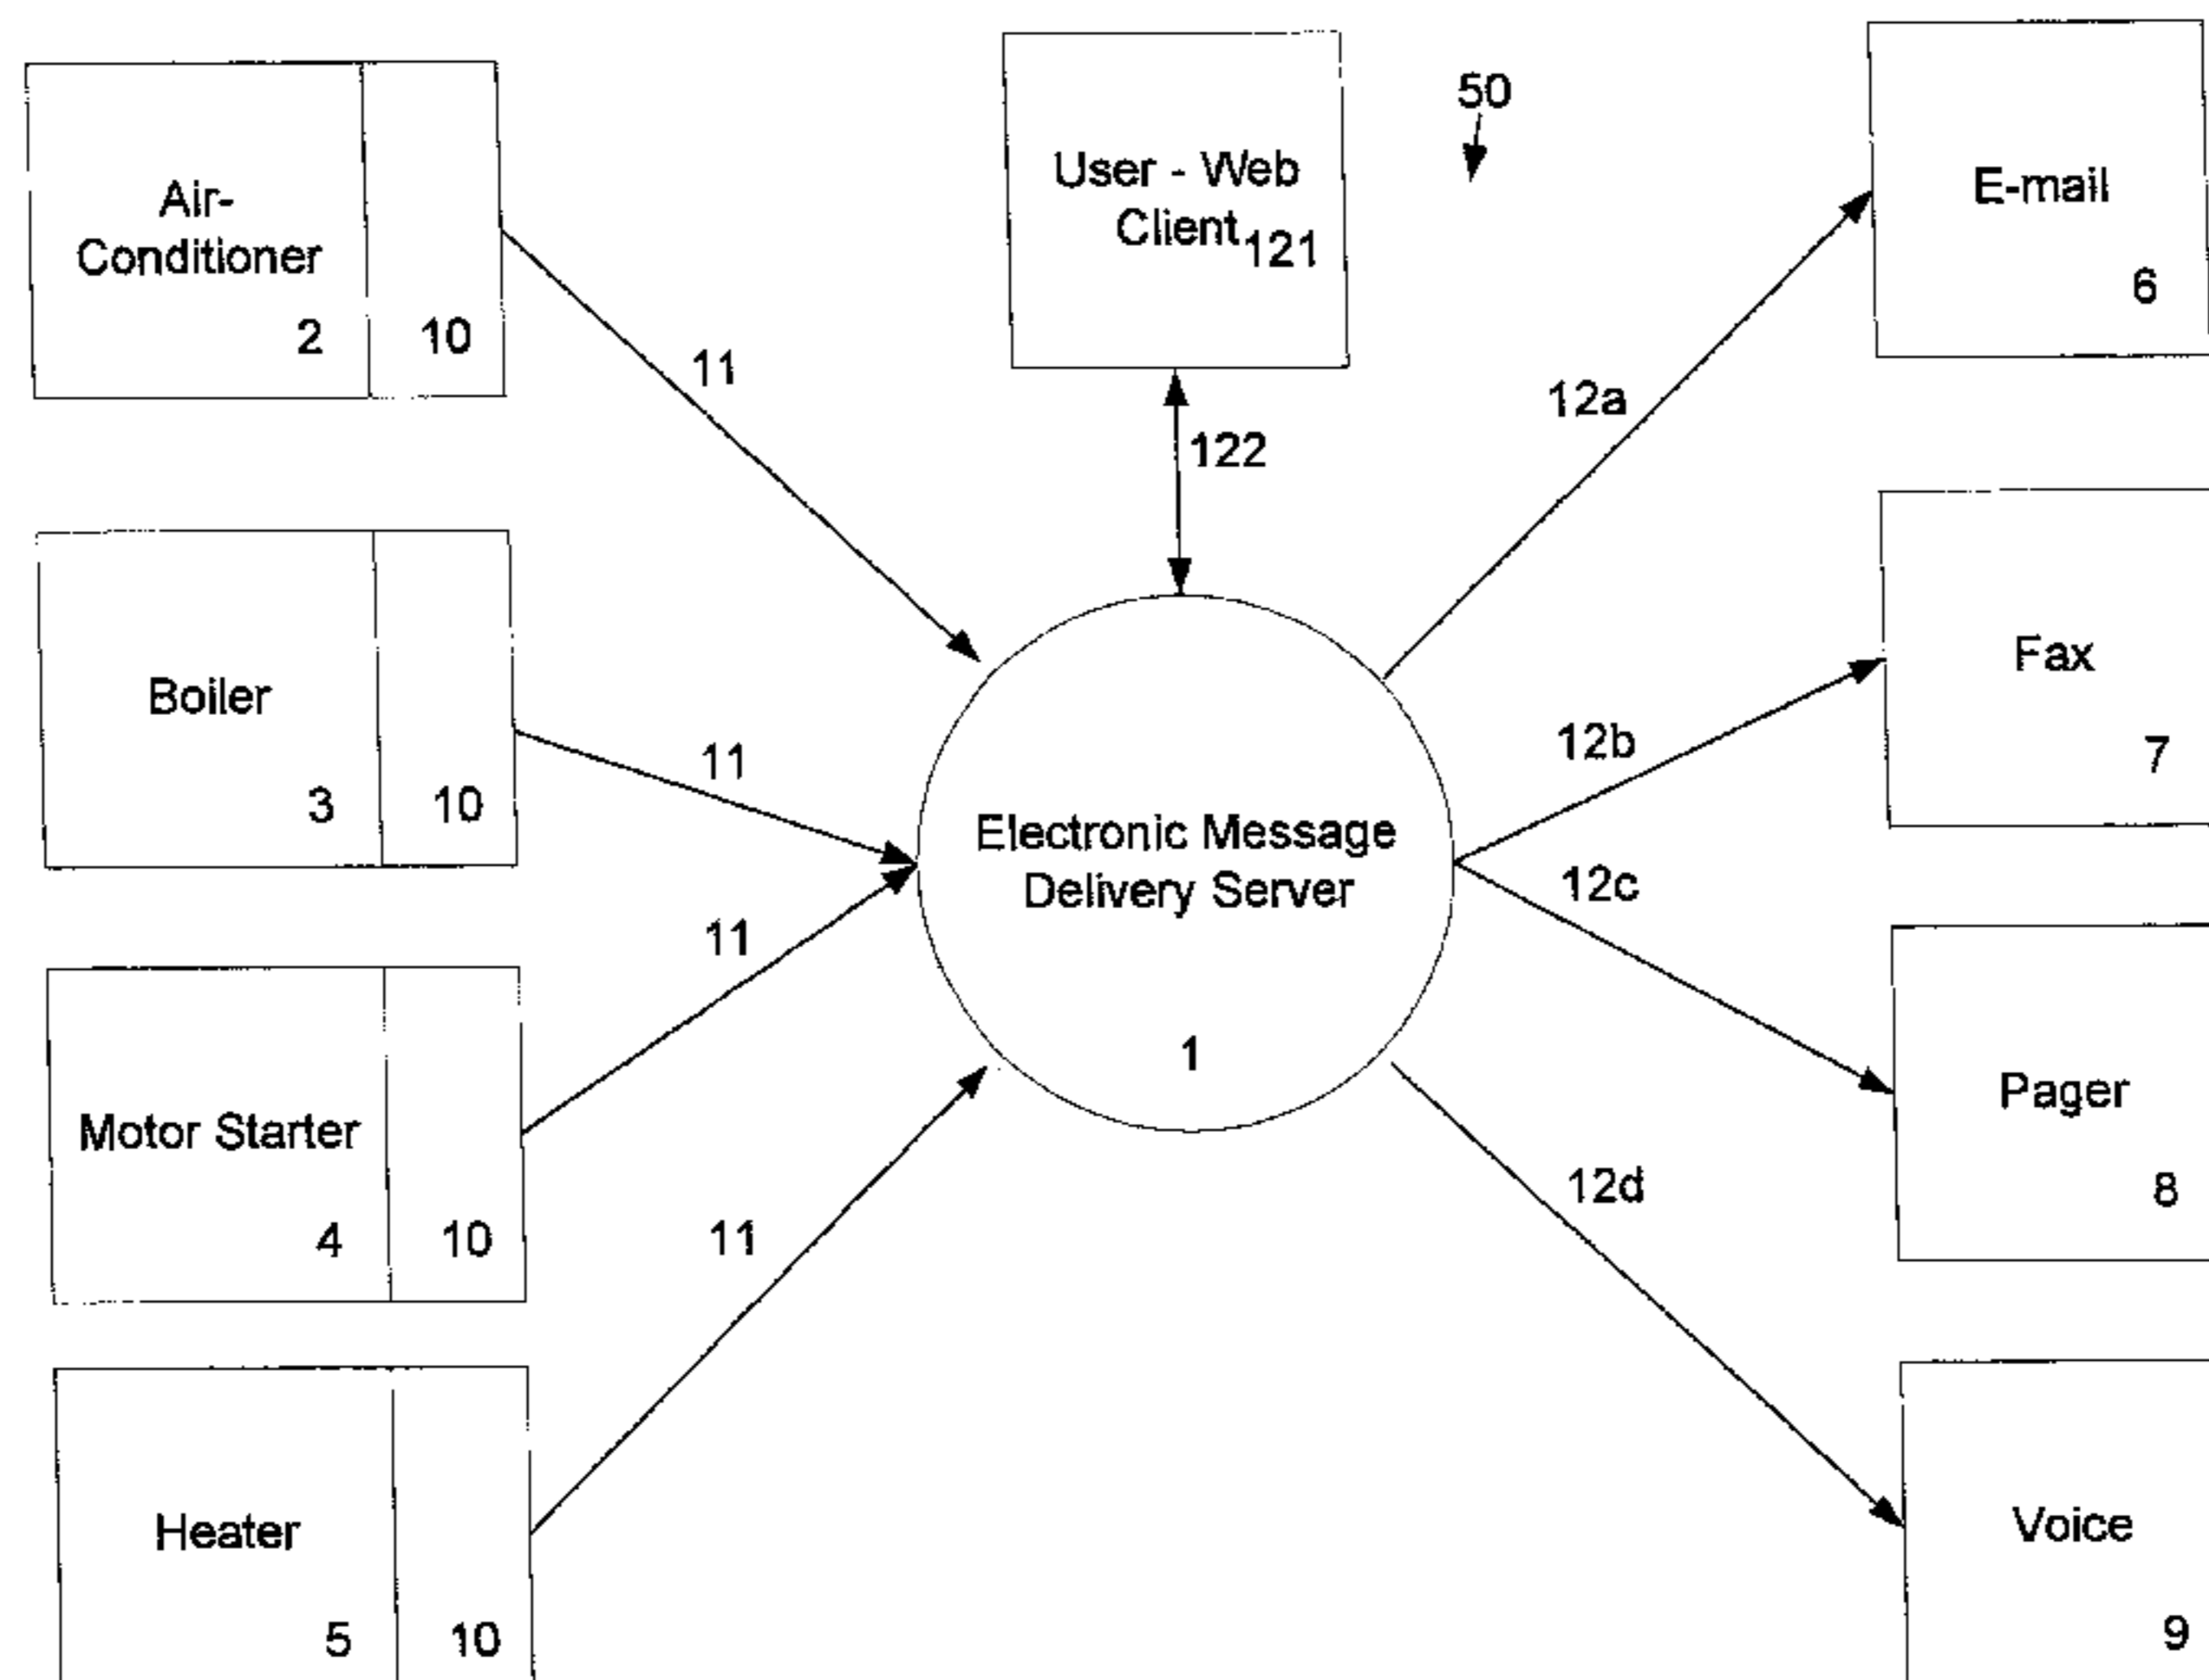 Air-
Conditioner
2
10
11
Boiler
3
10
11
Motor Starter
4
10
11
Heater
5
10
11
User - Web
Client
121
122
50
Electronic Message
Delivery Server
1
12a
12b
12c
12d
E-mail
6
Fax
7
Pager
8
Voice
9